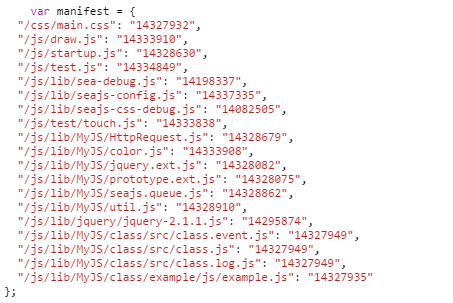 var manifest = {
"/css/main.css": "14327932",
"/js/draw.js": "14333910",
"/js/startup.js": "14328630",
"/js/test.js": "14334849",
"/js/lib/sea-debug.js": "14198337",
"/js/lib/seajs-config.js": "14337335",
"/js/lib/seajs-css-debug.js": "14082505",
"/js/test/touch.js": "14333838",
"/js/lib/MyJS/HttpRequest.js": "14328679",
"/js/lib/MyJS/color.js": "14333908",
"/js/lib/MyJS/jquery.ext.js": "14328082",
"/js/lib/MyJS/prototype.ext.js": "14328075",
"/js/lib/MyJS/seajs.queue.js": "14328862",
"/js/lib/MyJS/util.js": "14328910",
"/js/lib/jquery/jquery-2.1.1.js": "14295874",
"/js/lib/MyJS/class/src/class.event.js": "14327949",
"/js/lib/MyJS/class/src/class.js": "14327949",
"/js/lib/MyJS/class/src/class.log.js": "14327949",
"/js/lib/MyJS/class/example/js/example.js": "14327935"
};